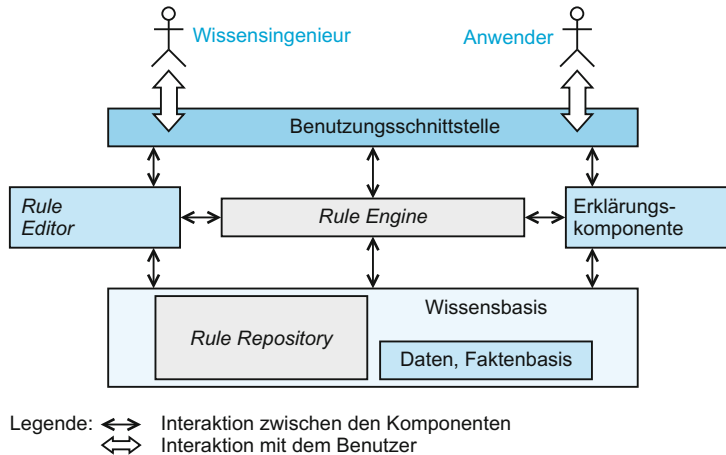 Wissensingenieur
Anwender
Benutzungsschnittstelle
Rule
Editor
Rule Engine
Erklärungs-
komponente
Wissensbasis
Rule Repository
Daten, Faktenbasis
Legende: Interaktion zwischen den Komponenten
Interaktion mit dem Benutzer